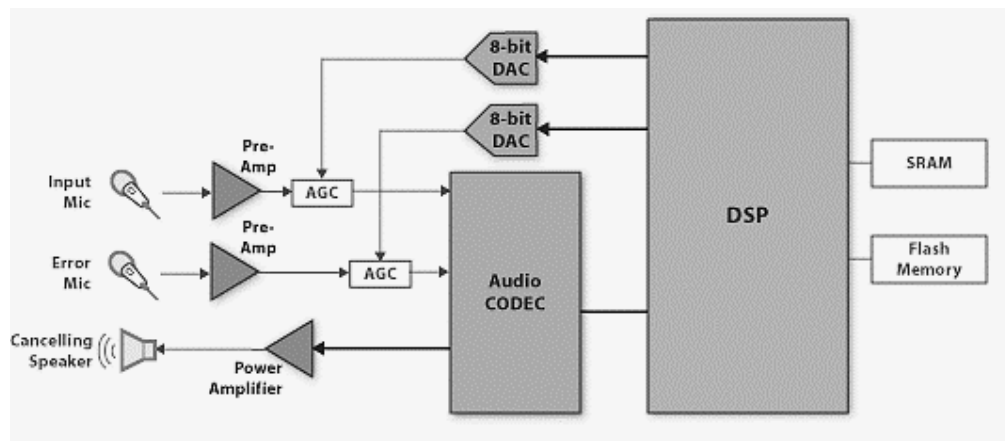 8-bit
DAC
8-bit
DAC
Pre-
Amp
Input
Mic
AGC
SRAM
DSP
Pre-
Amp
Error
Mic
AGC
Audio
CODEC
Flash
Memory
Cancelling
Speaker
Power
Amplifier